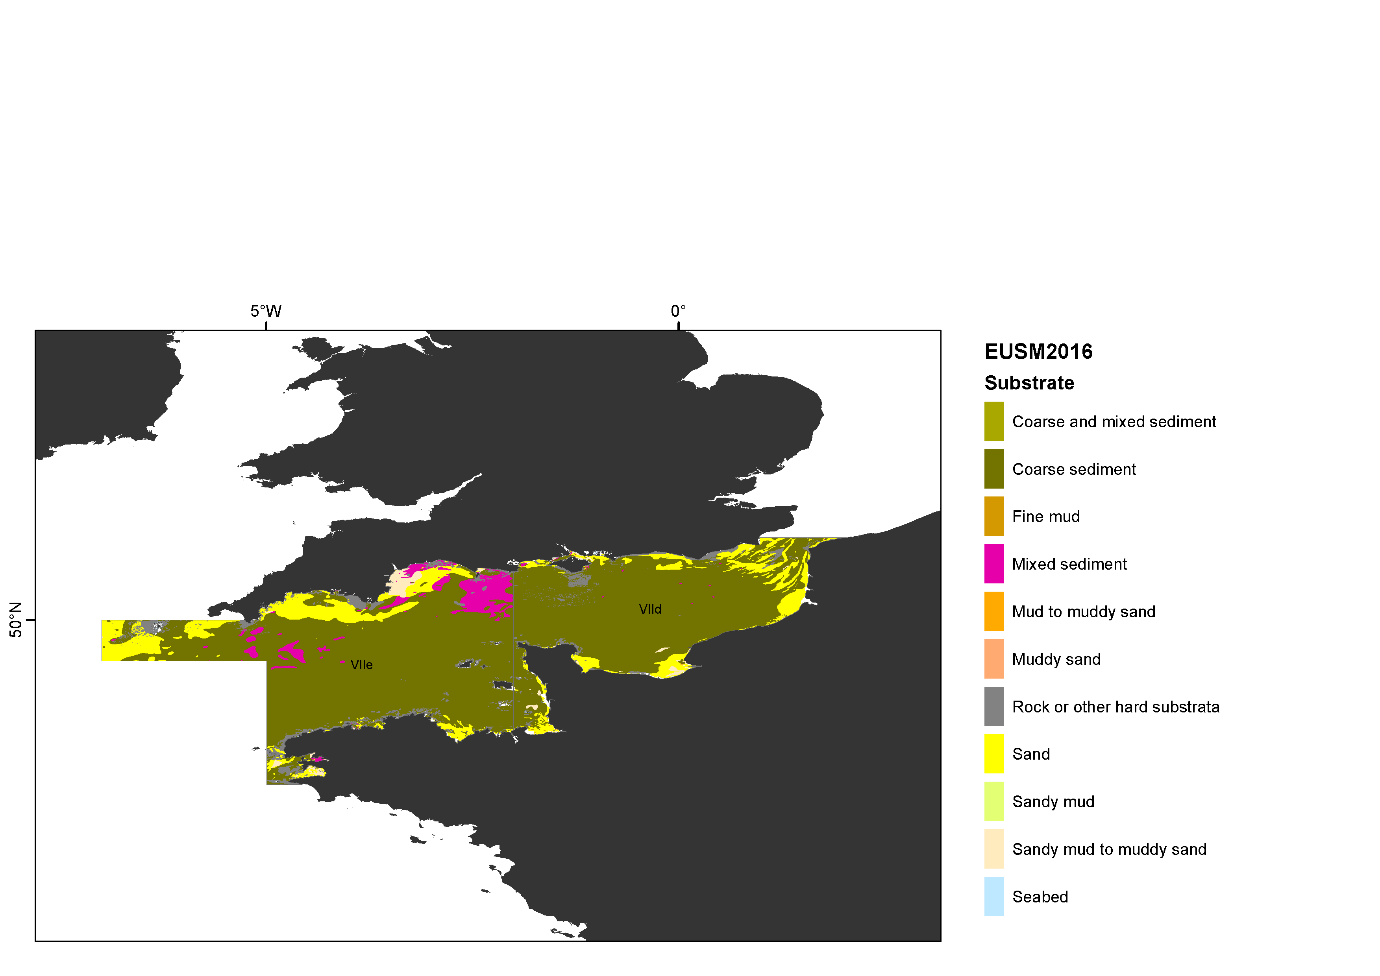 5°W
0°
50°N
VIId
VIIe
EUSM2016
Substrate
Coarse and mixed sediment
Coarse sediment
Fine mud
Mixed sediment
Mud to muddy sand
Muddy sand
Rock or other hard substrata
Sand
Sandy mud
Sandy mud to muddy sand
Seabed